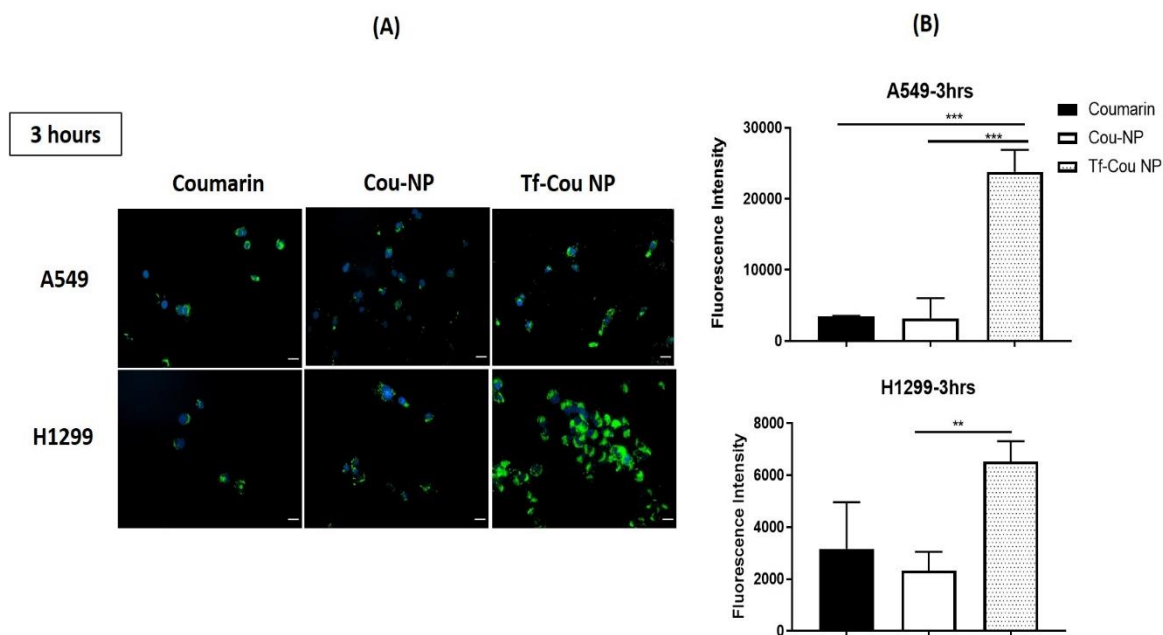 (A)
3 hours
Coumarin Cou-NP Tf-Cou NP
A549
H1299
(B)
A549-3hrs
Coumarin
Cou-NP
Tf-Cou NP
***
***
Fluorescence Intensity
30000
20000
10000
0
H1299-3hrs
**
Fluorescence Intensity
8000
6000
4000
2000
0